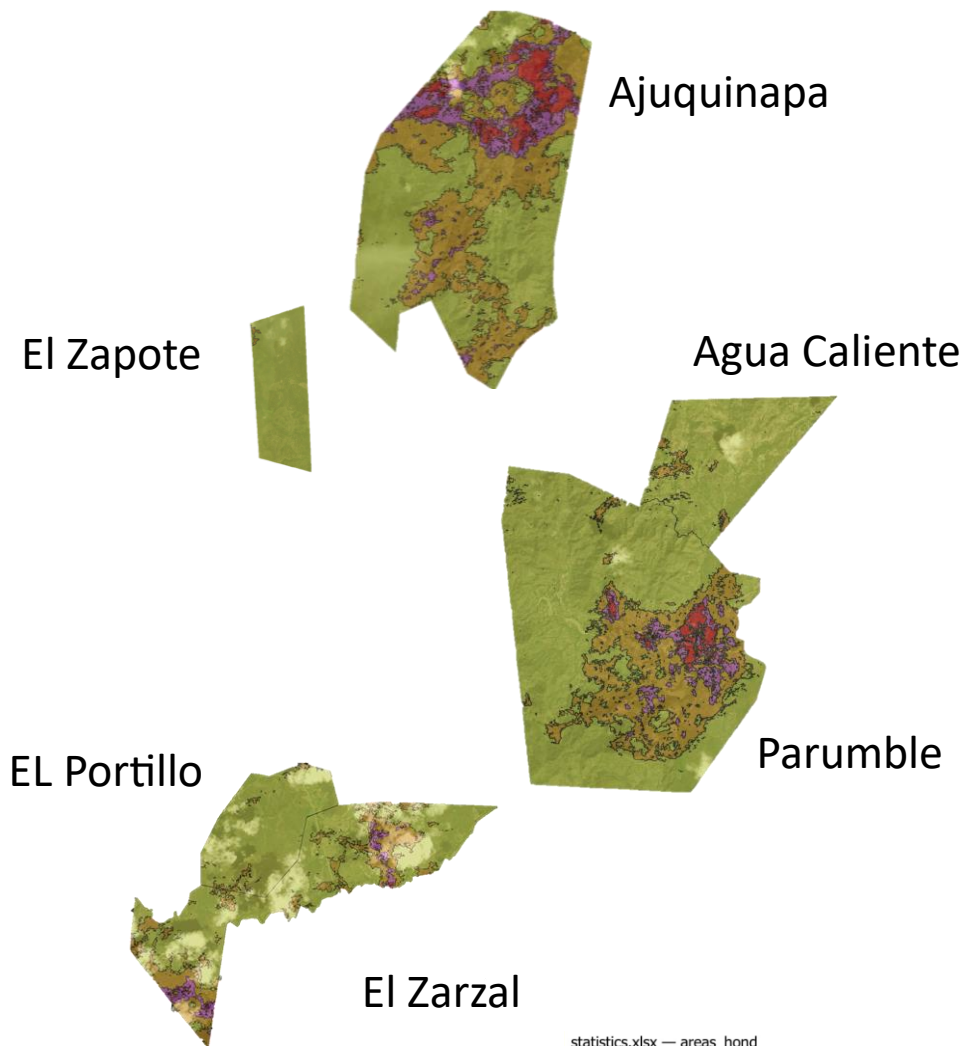 Ajuquinapa
El Zapote
Agua Caliente
Parumble
EL Portillo
El Zarzal
statistics.xlsx — areas_hond